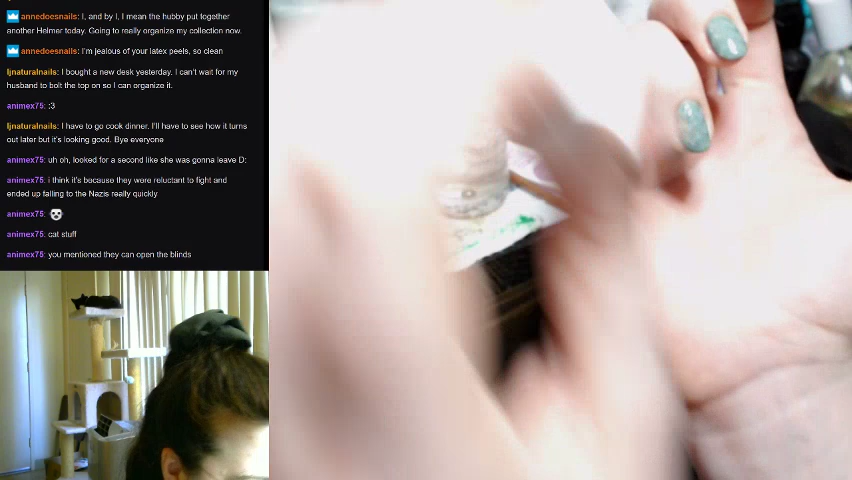 annedoesnails: I, and by I, I mean the hubby put together
another Helmer today. Going to really organize my collection now.
annedoesnails: I'm jealous of your latex peels, so clean
ljnaturalnails: I bought a new desk yesterday. I can't wait for my
husband to bolt the top on so I can organize it.
animex75: :3
ljnaturalnails: I have to go cook dinner. I'll have to see how it turns
out later but it's looking good. Bye everyone
animex75: uh oh, looked for a second like she was gonna leave D:
animex75: i think it's because they were reluctant to fight and
ended up falling to the Nazis really quickly
animex75:
animex75: cat stuff
animex75: you mentioned they can open the blinds